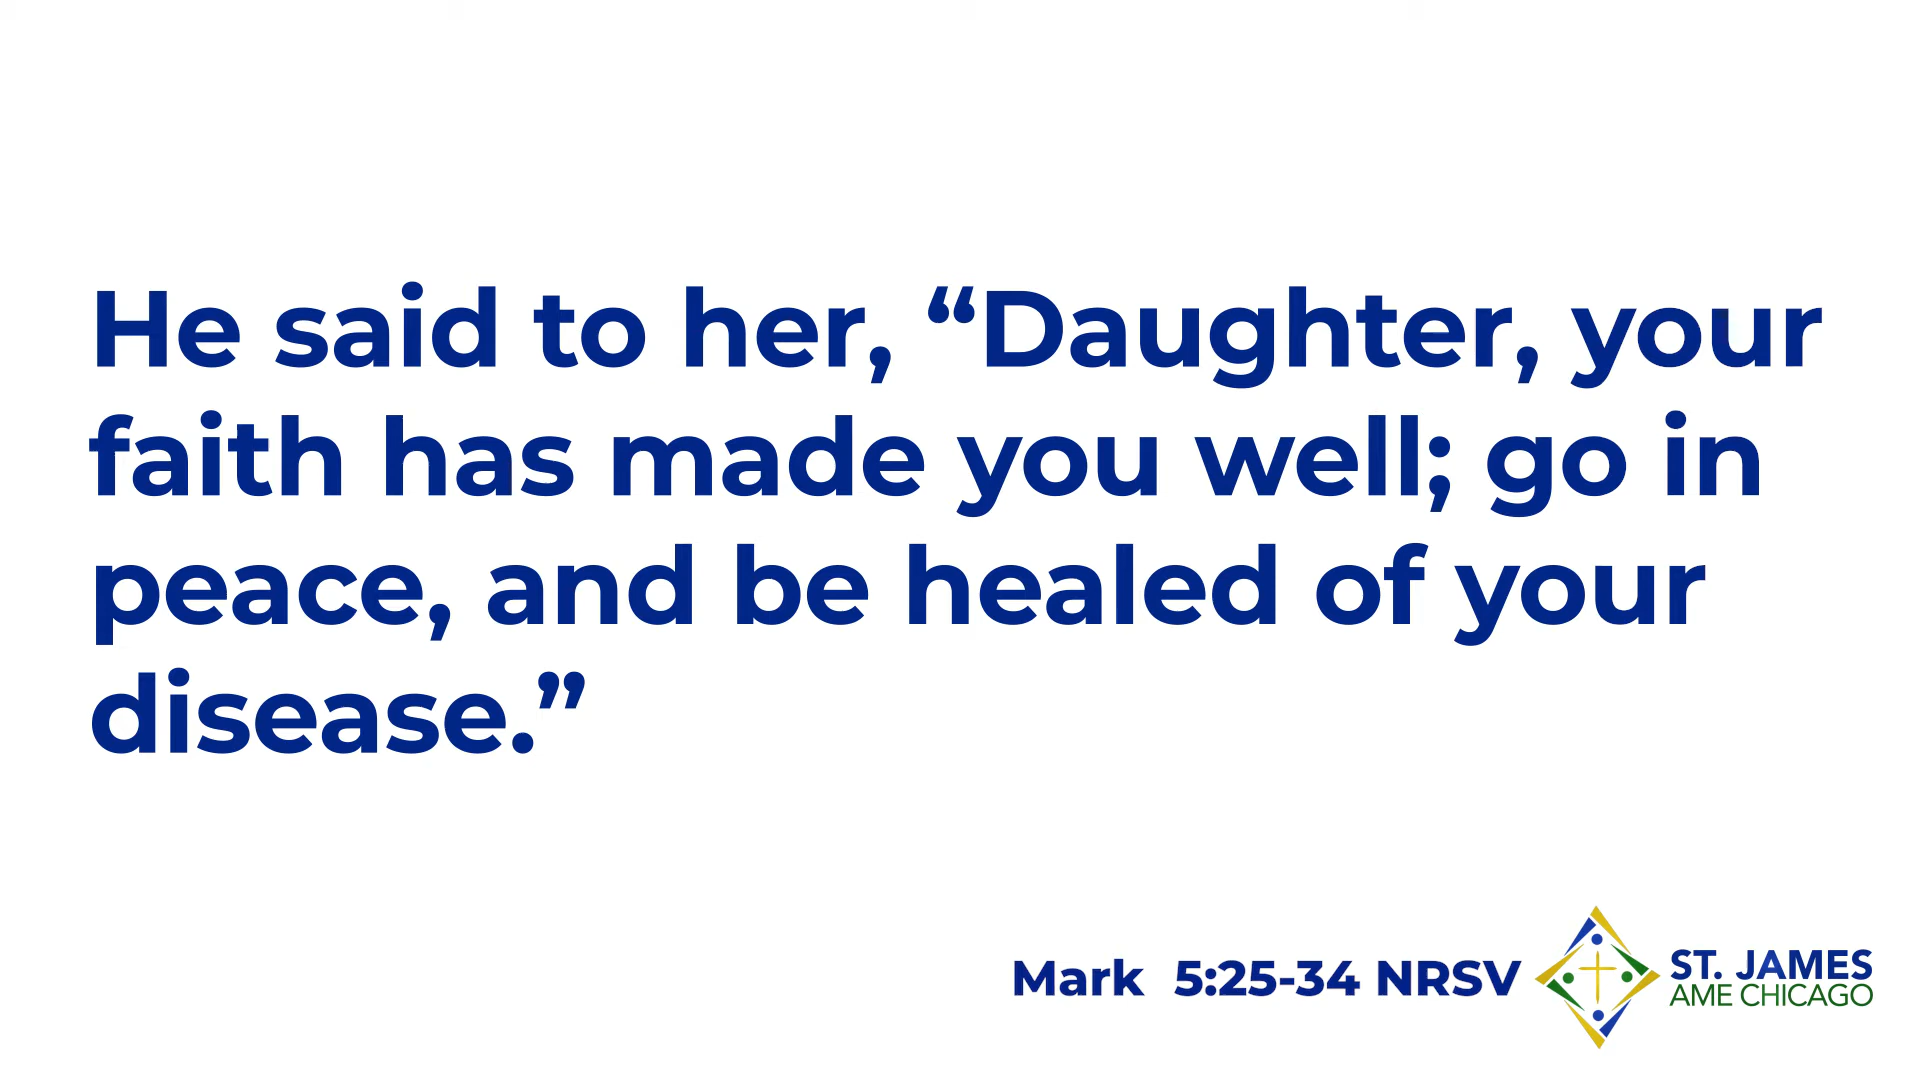 He said to her, “Daughter, your
faith has made you well; go in
peace, and be healed of your
disease.”
Mark 5:25-34 NRSV
ST. JAMES
AME CHICAGO